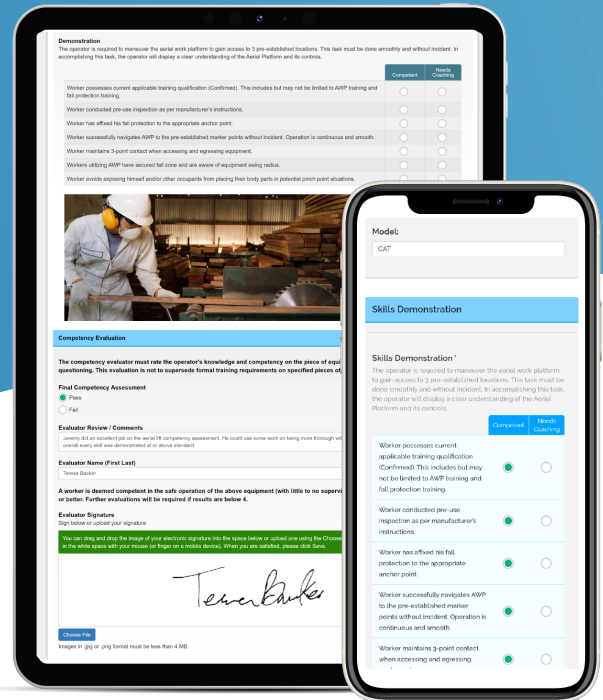 Demonstration
The operator is required to maneuver the aerial work platform to gain access to 3 pre-established locations. This task must be done smoothly and without incident. In
accomplishing this task, the operator will display a clear understanding of the Aerial Platform and its controls.
Competent
Needs
Coaching
Worker possesses current applicable training qualification (Confirmed). This includes but may not be limited to AWP training and
fall protection training.
Worker conducted pre-use inspection as per manufacturer's instructions.
Worker has affixed his fall protection to the appropriate anchor point.
Worker successfully navigates AWP to the pre-established marker points without incident. Operation is continuous and smooth.
Worker maintains 3-point contact when accessing and egressing equipment.
Workers utilizing AWP have secured fall zone and are aware of equipment swing radius.
Worker avoids exposing himself and/or other occupants from placing their body parts in potential pinch point situations.
Competency Evaluation
The competency evaluator must rate the operator's knowledge and competency on the piece of equi
questioning. This evaluation is not to supersede formal training requirements on specified pieces of
Final Competency Assessment
Pass
Fail
Evaluator Review / Comments
Jeremy did an excellent job on the aerial lift competency assessment. He could use some work on being more thorough wit
overall every skill was demonstrated at or above standard.
Evaluator Name (First Last)
Teresa Backer
A worker is deemed competent in the safe operation of the above equipment (with little to no supervi
or better. Further evaluations will be required if results are below 4.
Evaluator Signature
Sign below or upload your signature
You can drag and drop the image of your electronic signature into the space below or upload one using the Choose
in the white space with your mouse (or finger on a mobile device). When you are satisfied, please click Save.
Choose File
Images in .jpg or .png format must be less than 4 MB.
Model:
CAT
Skills Demonstration
Skills Demonstration *
The operator is required to maneuver the aerial work platform
to gain access to 3 pre-established locations. This task must be
done smoothly and without incident. In accomplishing this task,
the operator will display a clear understanding of the Aerial
Platform and its controls.
Competent
Needs
Coaching
Worker possesses current
applicable training qualification
(Confirmed). This includes but may
not be limited to AWP training and
fall protection training.
Worker conducted pre-use
inspection as per manufacturer's
instructions.
Worker has affixed his fall
protection to the appropriate
anchor point.
Worker successfully navigates AWP
to the pre-established marker
points without incident. Operation is
continuous and smooth.
Worker maintains 3-point contact
when accessing and egressing